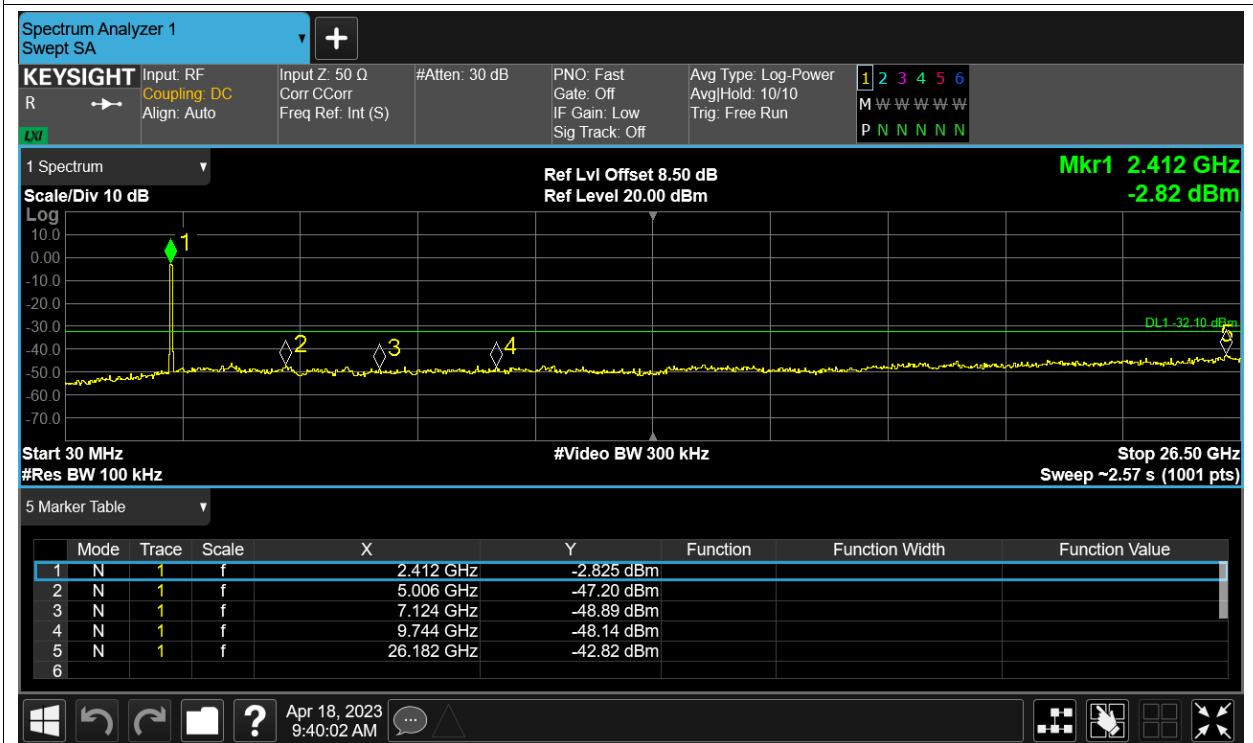 Spectrum Analyzer 1
Swept SA
KEYSIGHT
R
LXI
Input: RF
Coupling: DC
Align: Auto
Input Z: 50 Ω
Corr CCorr
Freq Ref: Int (S)
#Atten: 30 dB
PNO: Fast
Gate: Off
IF Gain: Low
Sig Track: Off
Avg Type: Log-Power
Avg|Hold: 10/10
Trig: Free Run
1 2 3 4 5 6
M W W W W W
P N N N N N
1 Spectrum
Scale/Div 10 dB
Ref Lvl Offset 8.50 dB
Ref Level 20.00 dBm
Mkr1 2.412 GHz
-2.82 dBm
Log
10.0
0.00
-10.0
-20.0
-30.0
-40.0
-50.0
-60.0
-70.0
1
2
3
4
5
DL1 -32.10 dBm
Start 30 MHz
#Res BW 100 kHz
#Video BW 300 kHz
Stop 26.50 GHz
Sweep ~2.57 s (1001 pts)
5 Marker Table
Mode Trace Scale X Y Function Function Width Function Value
1 N 1 f 2.412 GHz -2.825 dBm
2 N 1 f 5.006 GHz -47.20 dBm
3 N 1 f 7.124 GHz -48.89 dBm
4 N 1 f 9.744 GHz -48.14 dBm
5 N 1 f 26.182 GHz -42.82 dBm
6
?
Apr 18, 2023
9:40:02 AM